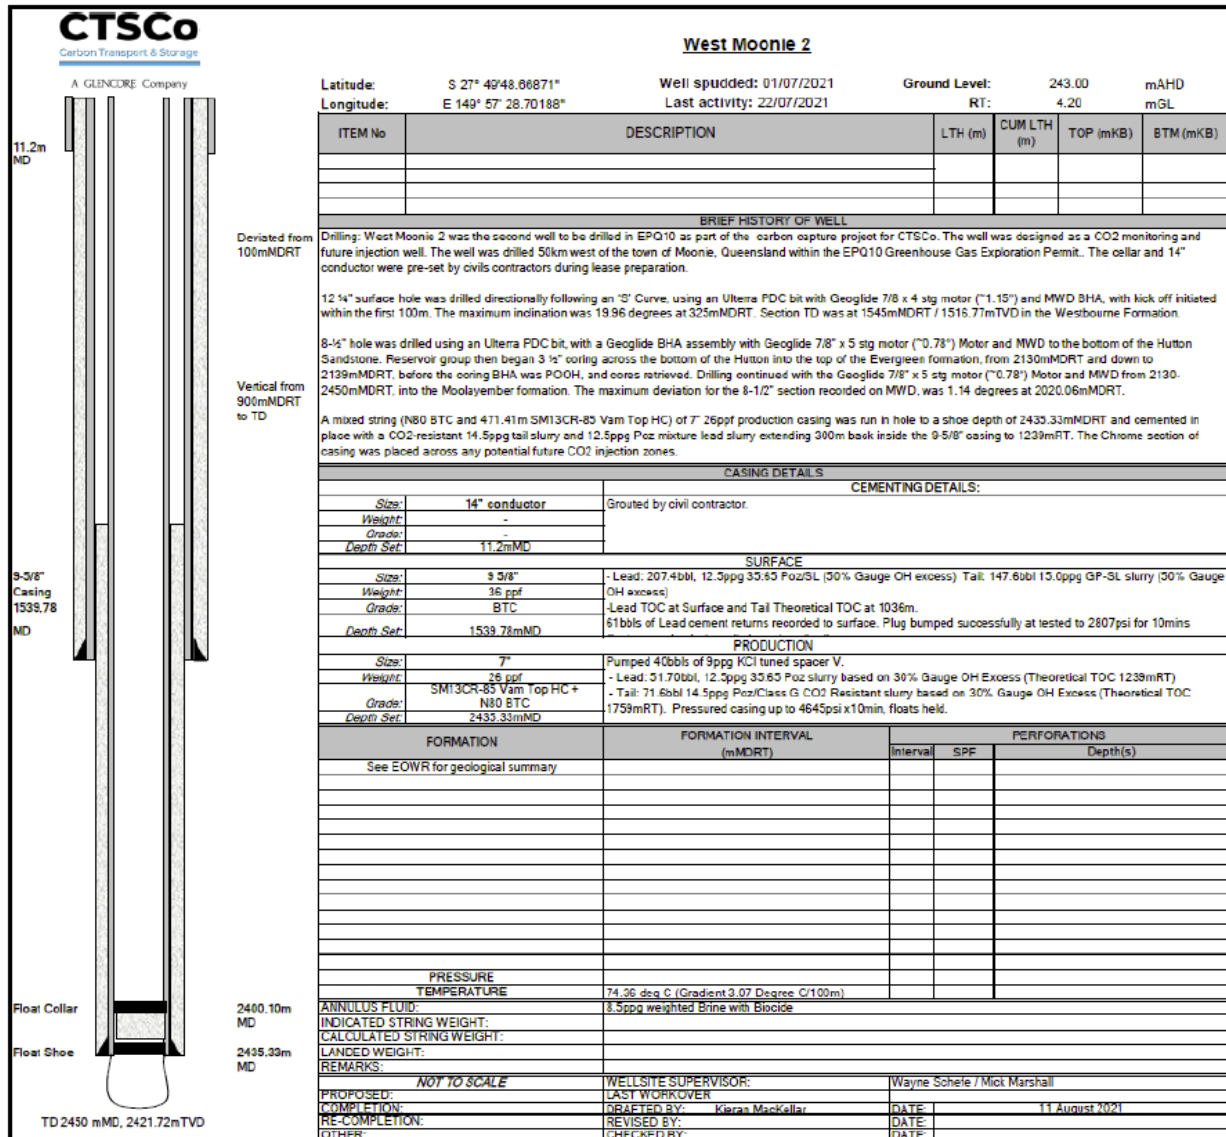 CTSCo
Carbon Transport & Storage
A GLENCORE Company
West Moonie 2
Latitude: S 27° 49'48.66871" Well spudded: 01/07/2021 Ground Level: 243.00 mAHD
Longitude: E 149° 57' 28.70188" Last activity: 22/07/2021 RT: 4.20 mGL
ITEM No DESCRIPTION LTH (m) CUM LTH (m) TOP (mKB) BTM (mKB)
11.2m
MD
BRIEF HISTORY OF WELL
Deviated from
100mMDRT
Drilling: West Moonie 2 was the second well to be drilled in EPQ10 as part of the carbon capture project for CTSCo. The well was designed as a CO2 monitoring and
future injection well. The well was drilled 50km west of the town of Moonie, Queensland within the EPQ10 Greenhouse Gas Exploration Permit.. The cellar and 14"
conductor were pre-set by civils contractors during lease preparation.
12 ¼" surface hole was drilled directionally following an 'S' Curve, using an Ulterra PDC bit with Geoglide 7/8 x 4 stg motor (~1.15°) and MWD BHA, with kick off initiated
within the first 100m. The maximum inclination was 19.96 degrees at 325mMDRT. Section TD was at 1545mMDRT / 1516.77mTVD in the Westbourne Formation.
8-½" hole was drilled using an Ulterra PDC bit, with a Geoglide BHA assembly with Geoglide 7/8" x 5 stg motor (~0.78°) Motor and MWD to the bottom of the Hutton
Sandstone. Reservoir group then began 3 ½" coring across the bottom of the Hutton into the top of the Evergreen formation, from 2130mMDRT and down to
2139mMDRT, before the coring BHA was POOH, and cores retrieved. Drilling continued with the Geoglide 7/8" x 5 stg motor (~0.78°) Motor and MWD from 2130-
2450mMDRT, into the Moolayember formation. The maximum deviation for the 8-1/2" section recorded on MWD, was 1.14 degrees at 2020.06mMDRT.
Vertical from
900mMDRT
to TD
A mixed string (N80 BTC and 471.41m SM13CR-85 Vam Top HC) of 7" 26ppf production casing was run in hole to a shoe depth of 2435.33mMDRT and cemented in
place with a CO2-resistant 14.5ppg tail slurry and 12.5ppg Poz mixture lead slurry extending 300m back inside the 9-5/8" casing to 1239mRT. The Chrome section of
casing was placed across any potential future CO2 injection zones.
CASING DETAILS
CEMENTING DETAILS:
Size: 14" conductor Grouted by civil contractor.
Weight: -
Grade: -
Depth Set: 11.2mMD
SURFACE
9-5/8"
Casing
1539.78
MD
Size: 9 5/8" - Lead: 207.4bbl, 12.5ppg 35:65 Poz/SL (50% Gauge OH excess) Tail: 147.6bbl 15.0ppg GP-SL slurry (50% Gauge
Weight: 36 ppf OH excess)
Grade: BTC -Lead TOC at Surface and Tail Theoretical TOC at 1036m.
Depth Set: 1539.78mMD 61bbls of Lead cement returns recorded to surface. Plug bumped successfully at tested to 2807psi for 10mins
PRODUCTION
Size: 7" Pumped 40bbls of 9ppg KCl tuned spacer V.
Weight: 26 ppf - Lead: 51.70bbl, 12.5ppg 35:65 Poz slurry based on 30% Gauge OH Excess (Theoretical TOC 1239mRT)
Grade: SM13CR-85 Vam Top HC + N80 BTC - Tail: 71.6bbl 14.5ppg Poz/Class G CO2 Resistant slurry based on 30% Gauge OH Excess (Theoretical TOC
Depth Set: 2435.33mMD 1759mRT). Pressured casing up to 4645psi x10min, floats held.
FORMATION FORMATION INTERVAL (mMDRT) PERFORATIONS
Interval SPF Depth(s)
See EOWR for geological summary
PRESSURE
TEMPERATURE 74.36 deg C (Gradient 3.07 Degree C/100m)
Float Collar 2400.10m MD
ANNULUS FLUID: 8.5ppg weighted Brine with Biocide
INDICATED STRING WEIGHT:
CALCULATED STRING WEIGHT:
Float Shoe 2435.33m MD
LANDED WEIGHT:
REMARKS:
NOT TO SCALE WELLSITE SUPERVISOR: Wayne Schefe / Mick Marshall
PROPOSED: LAST WORKOVER
COMPLETION: DRAFTED BY: Kieran MacKellar DATE: 11 August 2021
RE-COMPLETION: REVISED BY: DATE:
OTHER: CHECKED BY: DATE:
TD 2450 mMD, 2421.72mTVD